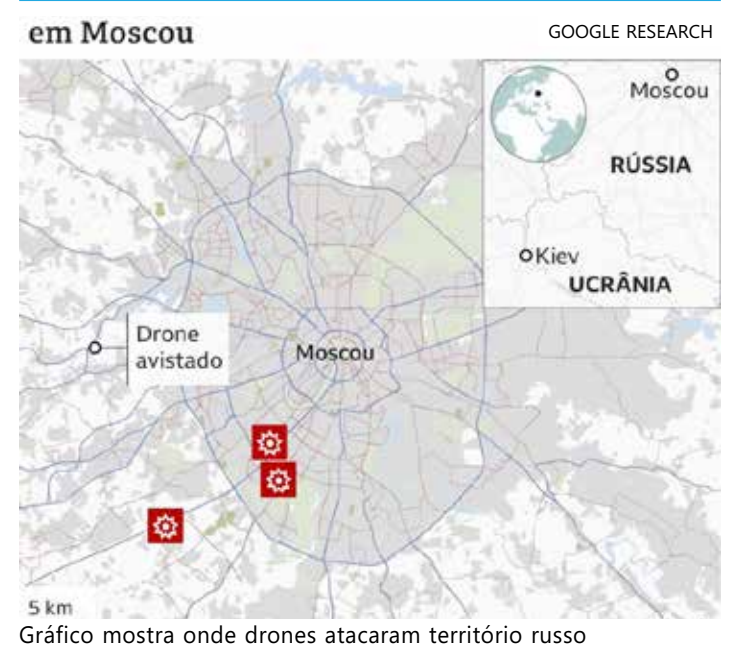 em Moscou
GOOGLE RESEARCH
Moscou
RÚSSIA
Kiev
UCRÂNIA
Drone
avistado
Moscou
5 km
Gráfico mostra onde drones atacaram território russo